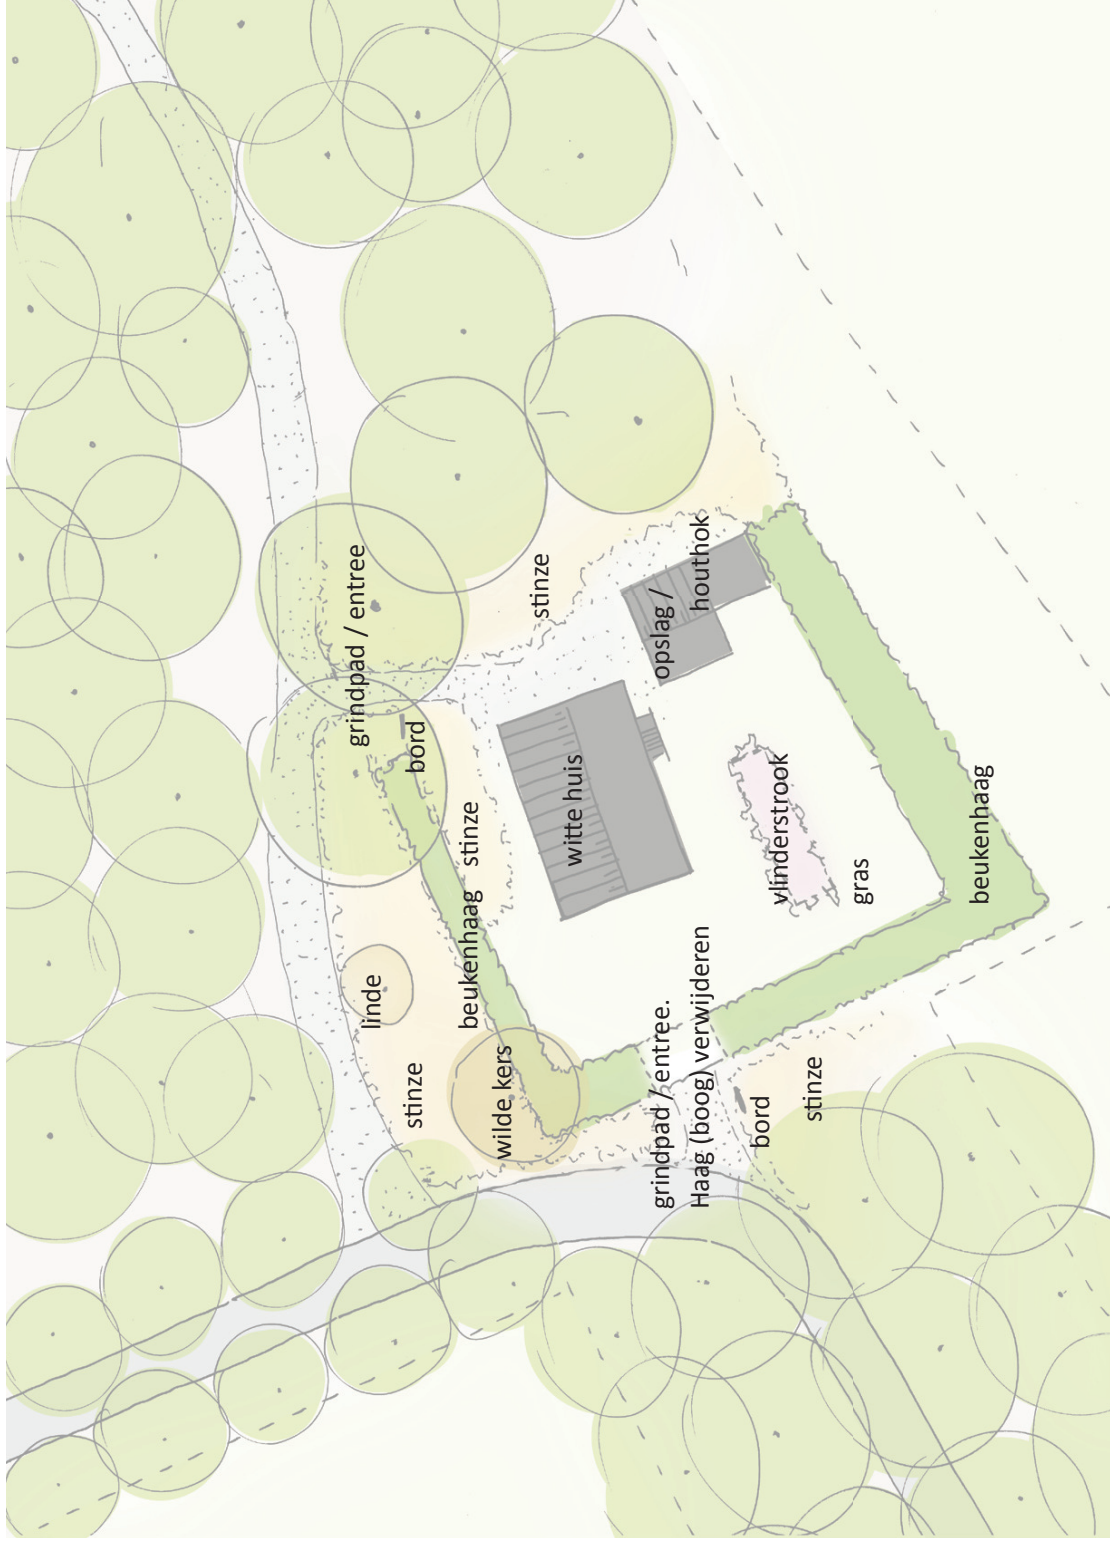 grindpad / entree
linde
bord
stinze
beukenhaag
stinze
wilde kers
stinze
witte huis
opslag /
houthok
grindpad / entree.
Haag (boog) verwijderen
bord
vlinderstrook
stinze
gras
beukenhaag